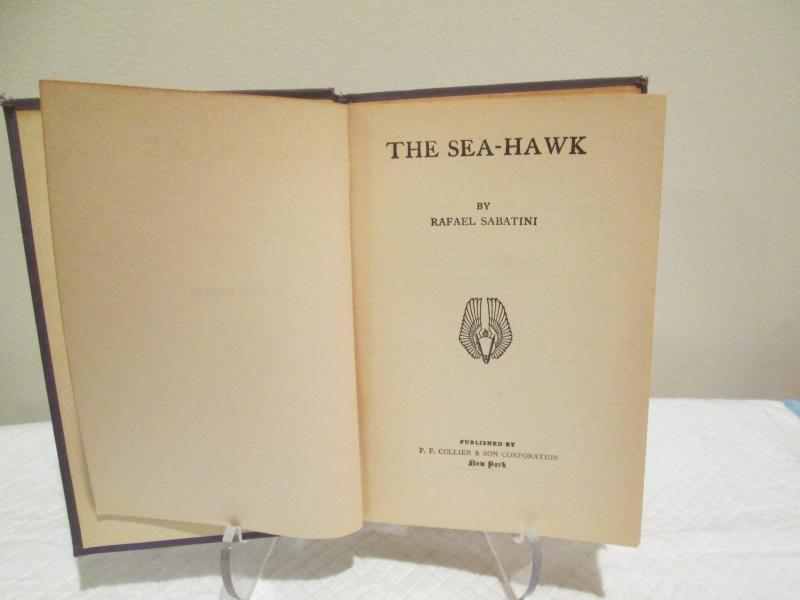 THE SEA-HAWK
BY
RAFAEL SABATINI
PUBLISHED BY
P. F. COLLIER & SON CORPORATION
New York